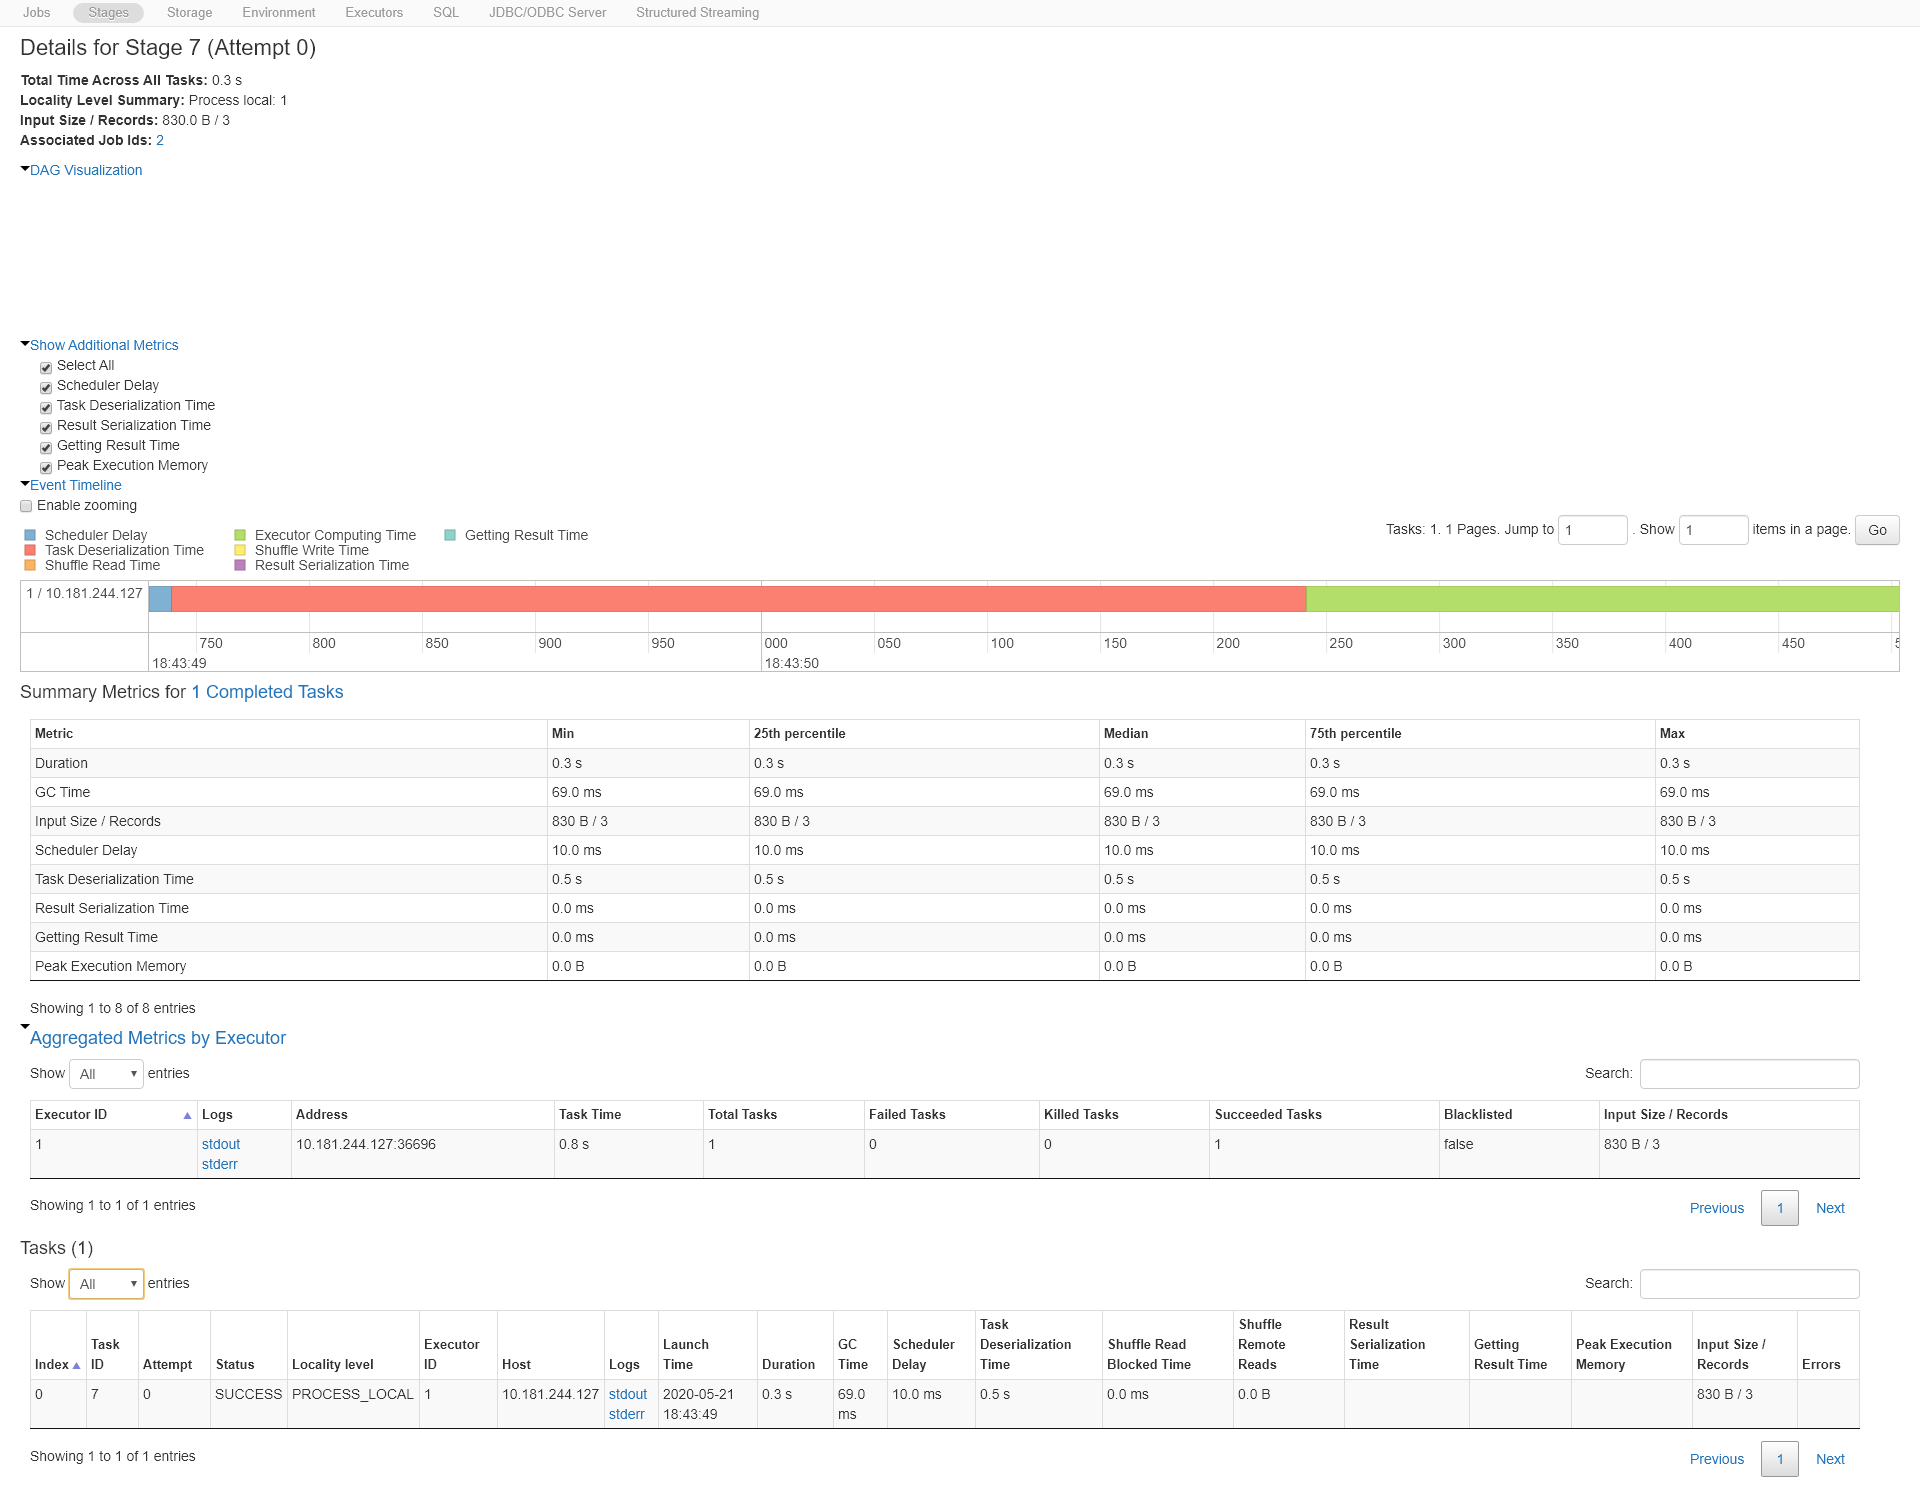 Jobs Stages Storage Environment Executors SQL JDBC/ODBC Server Structured Streaming
Details for Stage 7 (Attempt 0)
Total Time Across All Tasks: 0.3 s
Locality Level Summary: Process local: 1
Input Size / Records: 830.0 B / 3
Associated Job Ids: 2
DAG Visualization
Show Additional Metrics
Select All
Scheduler Delay
Task Deserialization Time
Result Serialization Time
Getting Result Time
Peak Execution Memory
Event Timeline
Enable zooming
Tasks: 1. 1 Pages. Jump to 1 . Show 1 items in a page. Go
Scheduler Delay Executor Computing Time Getting Result Time
Task Deserialization Time Shuffle Write Time
Shuffle Read Time Result Serialization Time
1 / 10.181.244.127
750 800 850 900 950 000 050 100 150 200 250 300 350 400 450
18:43:49 18:43:50
Summary Metrics for 1 Completed Tasks
Metric Min 25th percentile Median 75th percentile Max
Duration 0.3 s 0.3 s 0.3 s 0.3 s 0.3 s
GC Time 69.0 ms 69.0 ms 69.0 ms 69.0 ms 69.0 ms
Input Size / Records 830 B / 3 830 B / 3 830 B / 3 830 B / 3 830 B / 3
Scheduler Delay 10.0 ms 10.0 ms 10.0 ms 10.0 ms 10.0 ms
Task Deserialization Time 0.5 s 0.5 s 0.5 s 0.5 s 0.5 s
Result Serialization Time 0.0 ms 0.0 ms 0.0 ms 0.0 ms 0.0 ms
Getting Result Time 0.0 ms 0.0 ms 0.0 ms 0.0 ms 0.0 ms
Peak Execution Memory 0.0 B 0.0 B 0.0 B 0.0 B 0.0 B
Showing 1 to 8 of 8 entries
Aggregated Metrics by Executor
Show All entries Search:
Executor ID Logs Address Task Time Total Tasks Failed Tasks Killed Tasks Succeeded Tasks Blacklisted Input Size / Records
1 stdout 10.181.244.127:36696 0.8 s 1 0 0 1 false 830 B / 3
stderr
Showing 1 to 1 of 1 entries Previous 1 Next
Tasks (1)
Show All entries Search:
Task Shuffle Result
Task Executor Launch GC Scheduler Deserialization Shuffle Read Remote Serialization Getting Peak Execution Input Size /
Index ID Attempt Status Locality level ID Host Logs Time Duration Time Delay Time Blocked Time Reads Time Result Time Memory Records Errors
0 7 0 SUCCESS PROCESS_LOCAL 1 10.181.244.127 stdout 2020-05-21 0.3 s 69.0 10.0 ms 0.5 s 0.0 ms 0.0 B 830 B / 3
stderr 18:43:49 ms
Showing 1 to 1 of 1 entries Previous 1 Next